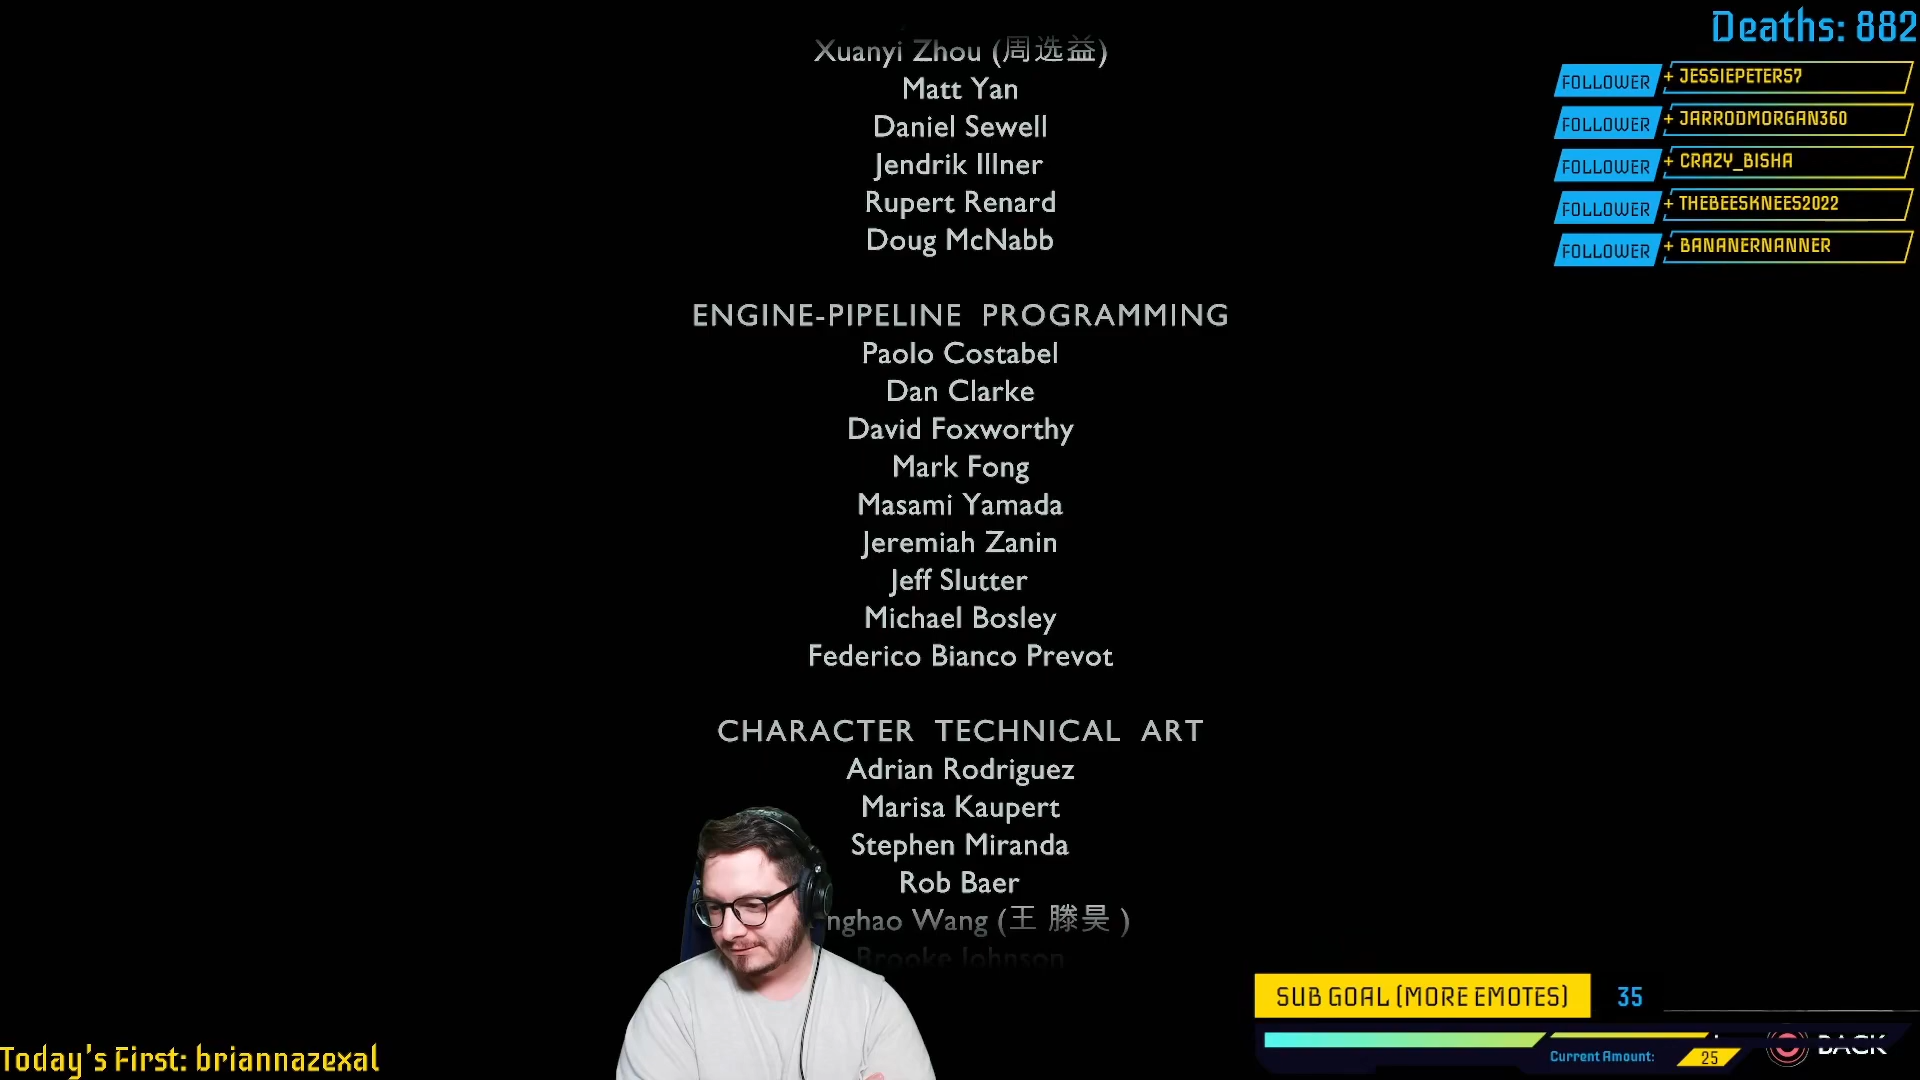 Xuanyi Zhou (周选益)
Matt Yan
Daniel Sewell
Jendrik Illner
Rupert Renard
Doug McNabb
ENGINE-PIPELINE PROGRAMMING
Paolo Costabel
Dan Clarke
David Foxworthy
Mark Fong
Masami Yamada
Jeremiah Zanin
Jeff Slutter
Michael Bosley
Federico Bianco Prevot
CHARACTER TECHNICAL ART
Adrian Rodriguez
Marisa Kaupert
Stephen Miranda
Rob Baer
nghao Wang (王 滕昊 )
Brooke Johnson
Deaths: 882
FOLLOWER + JESSIEPETERS7
FOLLOWER + JARRODMORGAN360
FOLLOWER + CRAZY_BISHA
FOLLOWER + THEBEESKNEES2022
FOLLOWER + BANANERNANNER
SUB GOAL (MORE EMOTES) 35
Current Amount: 25
BACK
Today's First: briannazexal